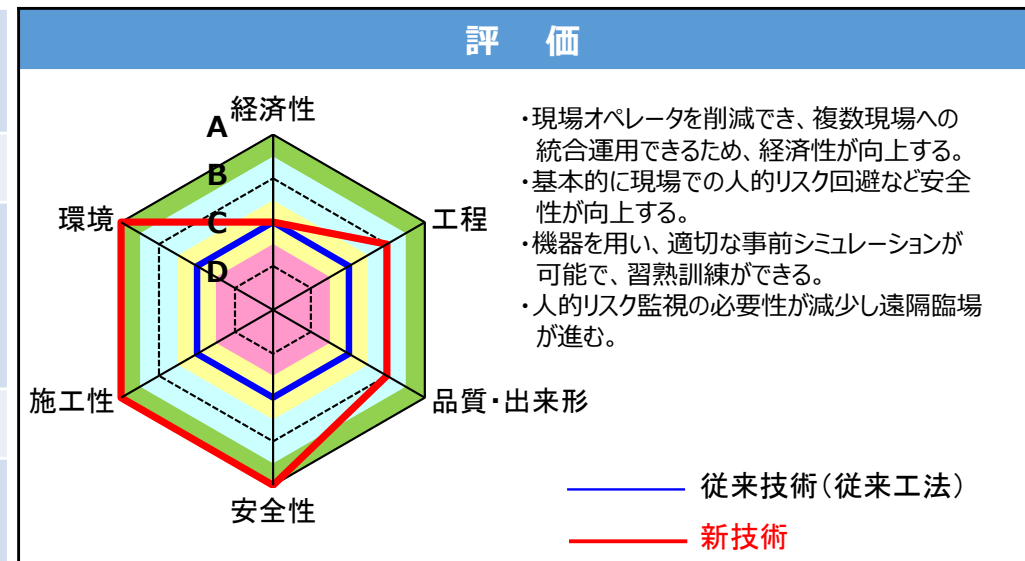 評 価
経済性
A
B
C
D
工程
品質・出来形
安全性
施工性
環境
・現場オペレータを削減でき、複数現場への
統合運用できるため、経済性が向上する。
・基本的に現場での人的リスク回避など安全
性が向上する。
・機器を用い、適切な事前シミュレーションが
可能で、習熟訓練ができる。
・人的リスク監視の必要性が減少し遠隔臨場
が進む。
従来技術(従来工法)
新技術